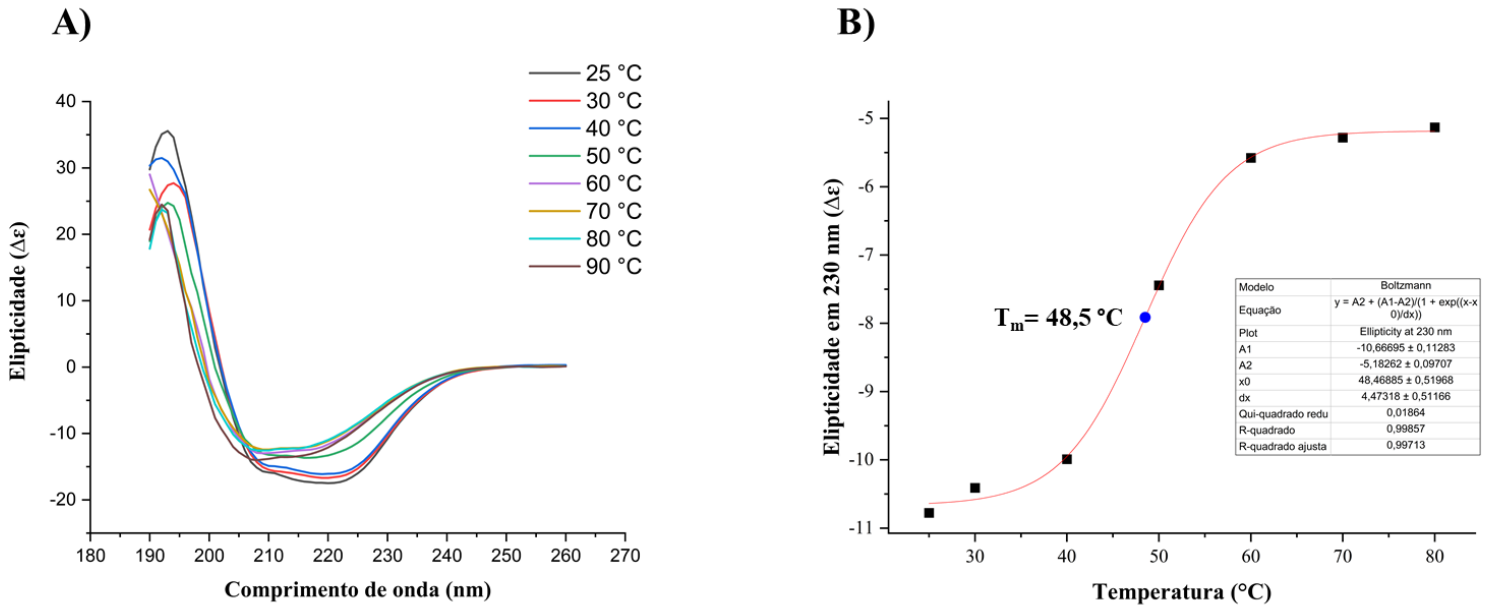 A)
25 °C
30 °C
40 °C
50 °C
60 °C
70 °C
80 °C
90 °C
40
30
20
10
0
-10
-20
180 190 200 210 220 230 240 250 260 270
Elipticidade (Δε)
Comprimento de onda (nm)
B)
-5
-6
-7
-8
-9
-10
-11
30 40 50 60 70 80
Elipticidade em 230 nm (Δε)
Temperatura (°C)
Tm= 48,5 °C
Modelo Boltzmann
Equação y = A2 + (A1-A2)/(1 + exp((x-x
0)/dx))
Plot Ellipticity at 230 nm
A1 -10,66695 ± 0,11283
A2 -5,18262 ± 0,09707
x0 48,46885 ± 0,51968
dx 4,47318 ± 0,51166
Qui-quadrado redu 0,01864
R-quadrado 0,99857
R-quadrado ajusta 0,99713